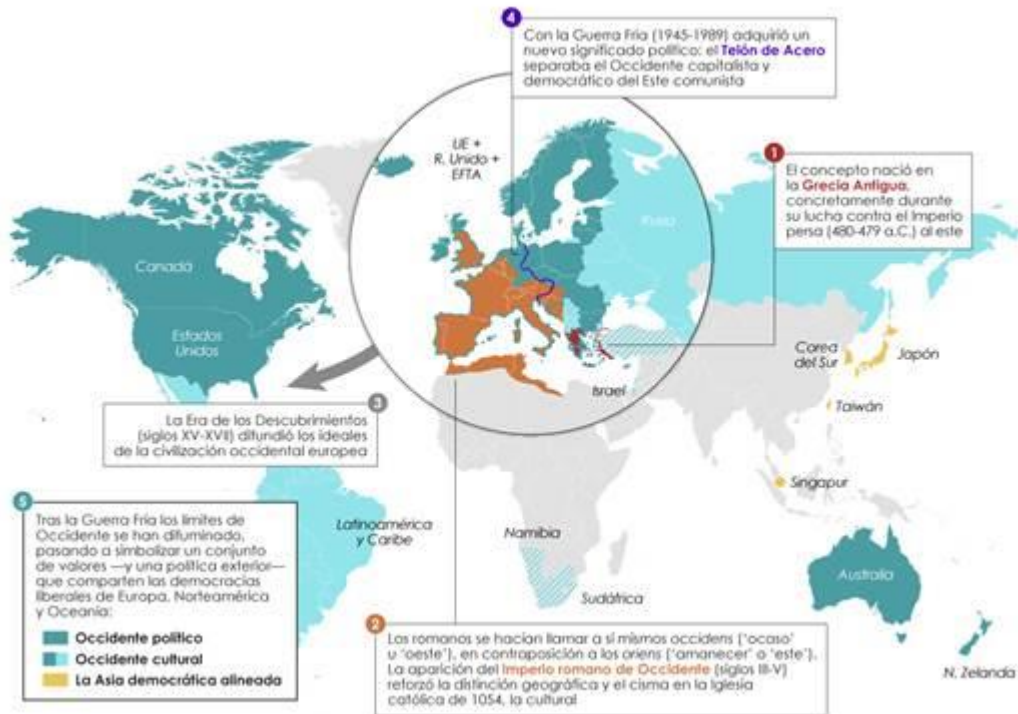 4
Con la Guerra Fría (1945-1989) adquirió un
nuevo significado político: el Telón de Acero
separaba el Occidente capitalista y
democrático del Este comunista
UE +
R. Unido +
EFTA
1
El concepto nació en
la Grecia Antigua,
concretamente durante
su lucha contra el Imperio
persa (480-479 a.C.) al este
Rusia
Canadá
Estados
Unidos
Corea
del Sur
Japón
Israel
Taiwán
3
La Era de los Descubrimientos
(siglos XV-XVII) difundió los ideales
de la civilización occidental europea
Singapur
5
Tras la Guerra Fría los límites de
Occidente se han difuminado,
pasando a simbolizar un conjunto
de valores —y una política exterior—
que comparten las democracias
liberales de Europa, Norteamérica
y Oceanía:
Occidente político
Occidente cultural
La Asia democrática alineada
Latinoamérica
y Caribe
Namibia
Sudáfrica
Australia
N. Zelanda
2
Los romanos se hacían llamar a sí mismos occidens ('ocaso'
u 'oeste'), en contraposición a los oriens ('amanecer' o 'este').
La aparición del Imperio romano de Occidente (siglos III-V)
reforzó la distinción geográfica y el cisma en la Iglesia
católica de 1054, la cultural